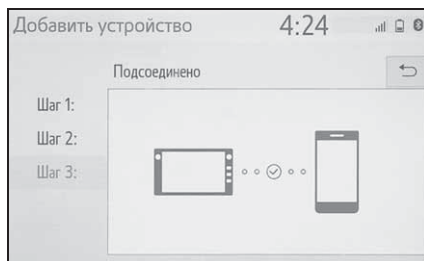 Добавить устройство 4:24
Подсоединено
Шаг 1:
Шаг 2:
Шаг 3: